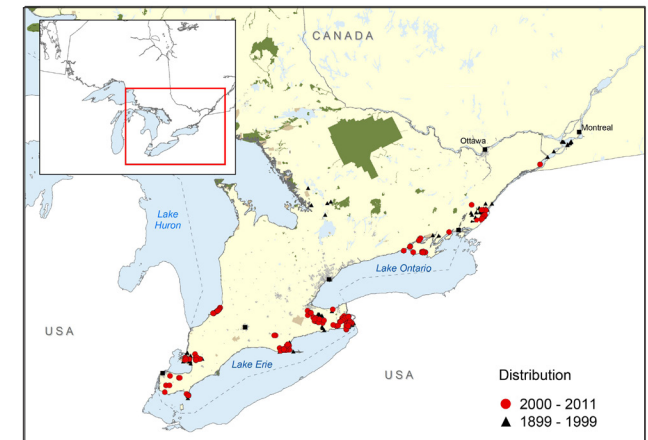 CANADA
Ottawa
Montreal
Lake
Huron
Lake Ontario
USA
Lake Erie
USA
Distribution
2000 - 2011
1899 - 1999